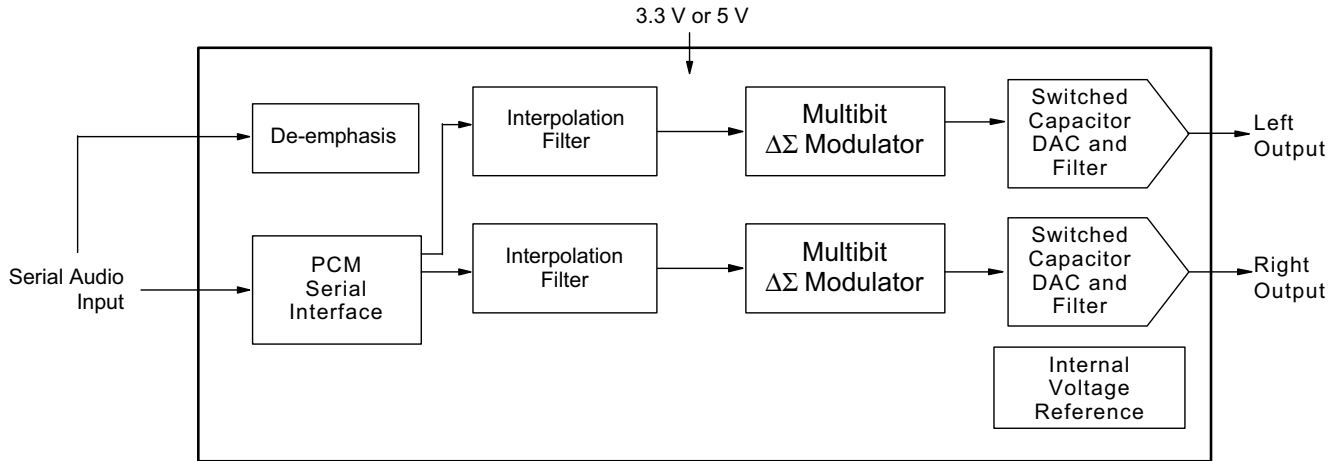 3.3 V or 5 V
De-emphasis
Interpolation
Filter
Multibit
ΔΣ Modulator
Switched
Capacitor
DAC and
Filter
Left
Output
Serial Audio
Input
PCM
Serial
Interface
Interpolation
Filter
Multibit
ΔΣ Modulator
Switched
Capacitor
DAC and
Filter
Right
Output
Internal
Voltage
Reference